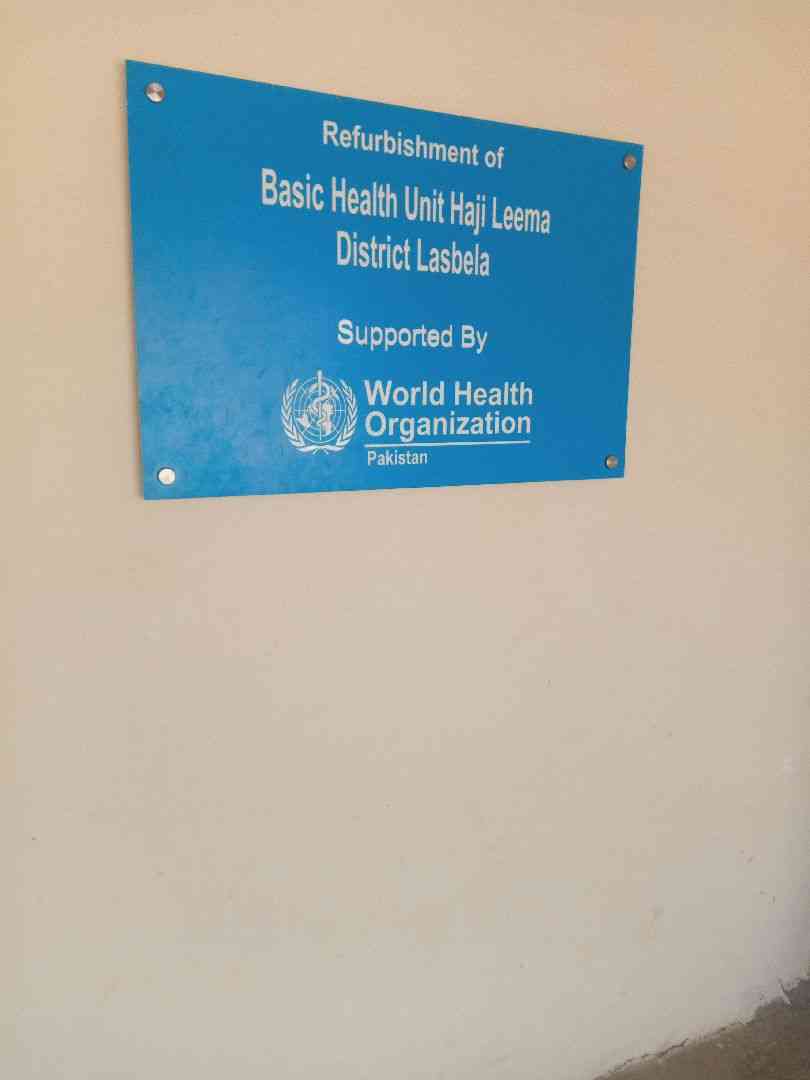 Refurbishment of
Basic Health Unit Haji Leema
District Lasbela
Supported By
World Health
Organization
Pakistan